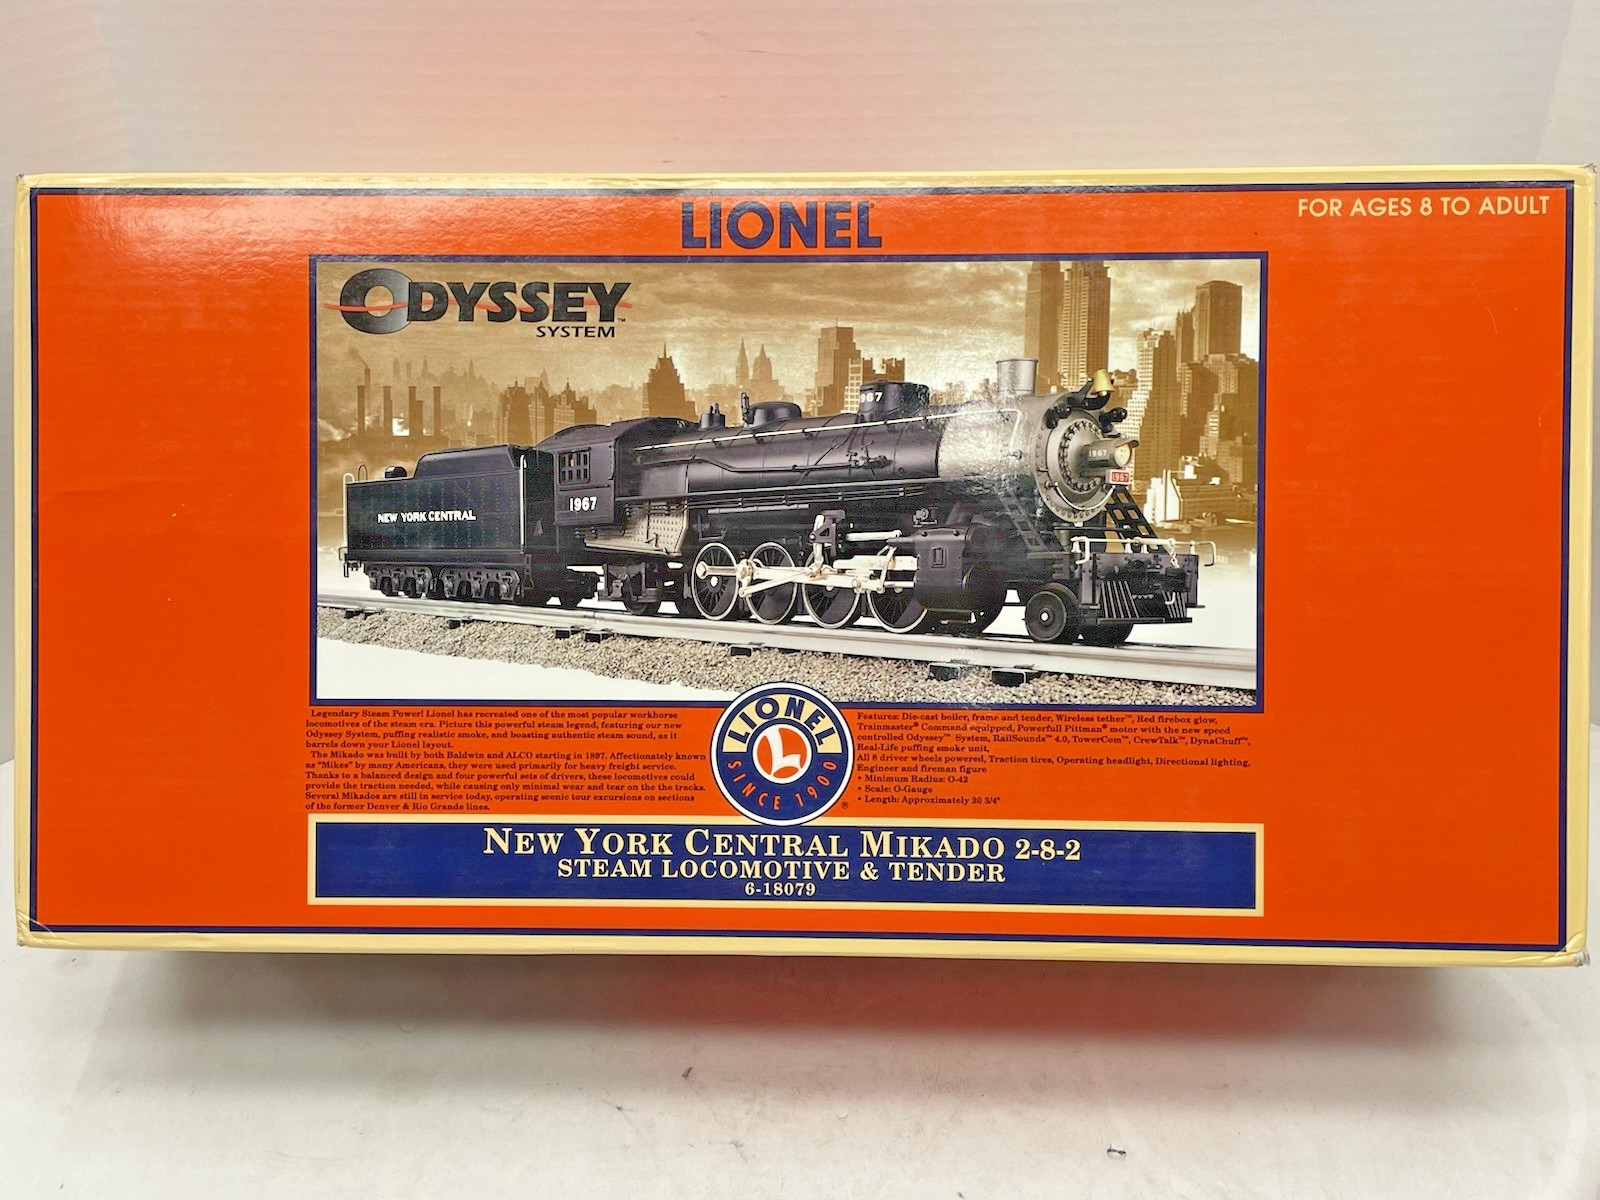 LIONEL
FOR AGES 8 TO ADULT
ODYSSEY
SYSTEM™
967
1967
1967
1967
NEW YORK CENTRAL
Legendary Steam Power! Lionel has recreated one of the most popular workhorse
locomotives of the steam era. Picture this powerful steam legend, featuring our new
Odyssey System, puffing realistic smoke, and boasting authentic steam sound, as it
barrels down your Lionel layout.
The Mikado was built by both Baldwin and ALCO starting in 1897. Affectionately known
as "Mikes" by many Americans, they were used primarily for heavy freight service.
Thanks to a balanced design and four powerful sets of drivers, these locomotives could
provide the traction needed, while causing only minimal wear and tear on the the tracks.
Several Mikados are still in service today, operating scenic tour excursions on sections
of the former Denver & Rio Grande lines.
LIONEL
L
SINCE 1900
®
Features: Die-cast boiler, frame and tender, Wireless tether™, Red firebox glow,
Trainmaster® Command equipped, Powerfull Pittman® motor with the new speed
controlled Odyssey™ System, RailSounds™ 4.0, TowerCom™, CrewTalk™, DynaChuff™,
Real-Life puffing smoke unit,
All 8 driver wheels powered, Traction tires, Operating headlight, Directional lighting,
Engineer and fireman figure
• Minimum Radius: O-42
• Scale: O-Gauge
• Length: Approximately 20 3/4"
NEW YORK CENTRAL MIKADO 2-8-2
STEAM LOCOMOTIVE & TENDER
6-18079